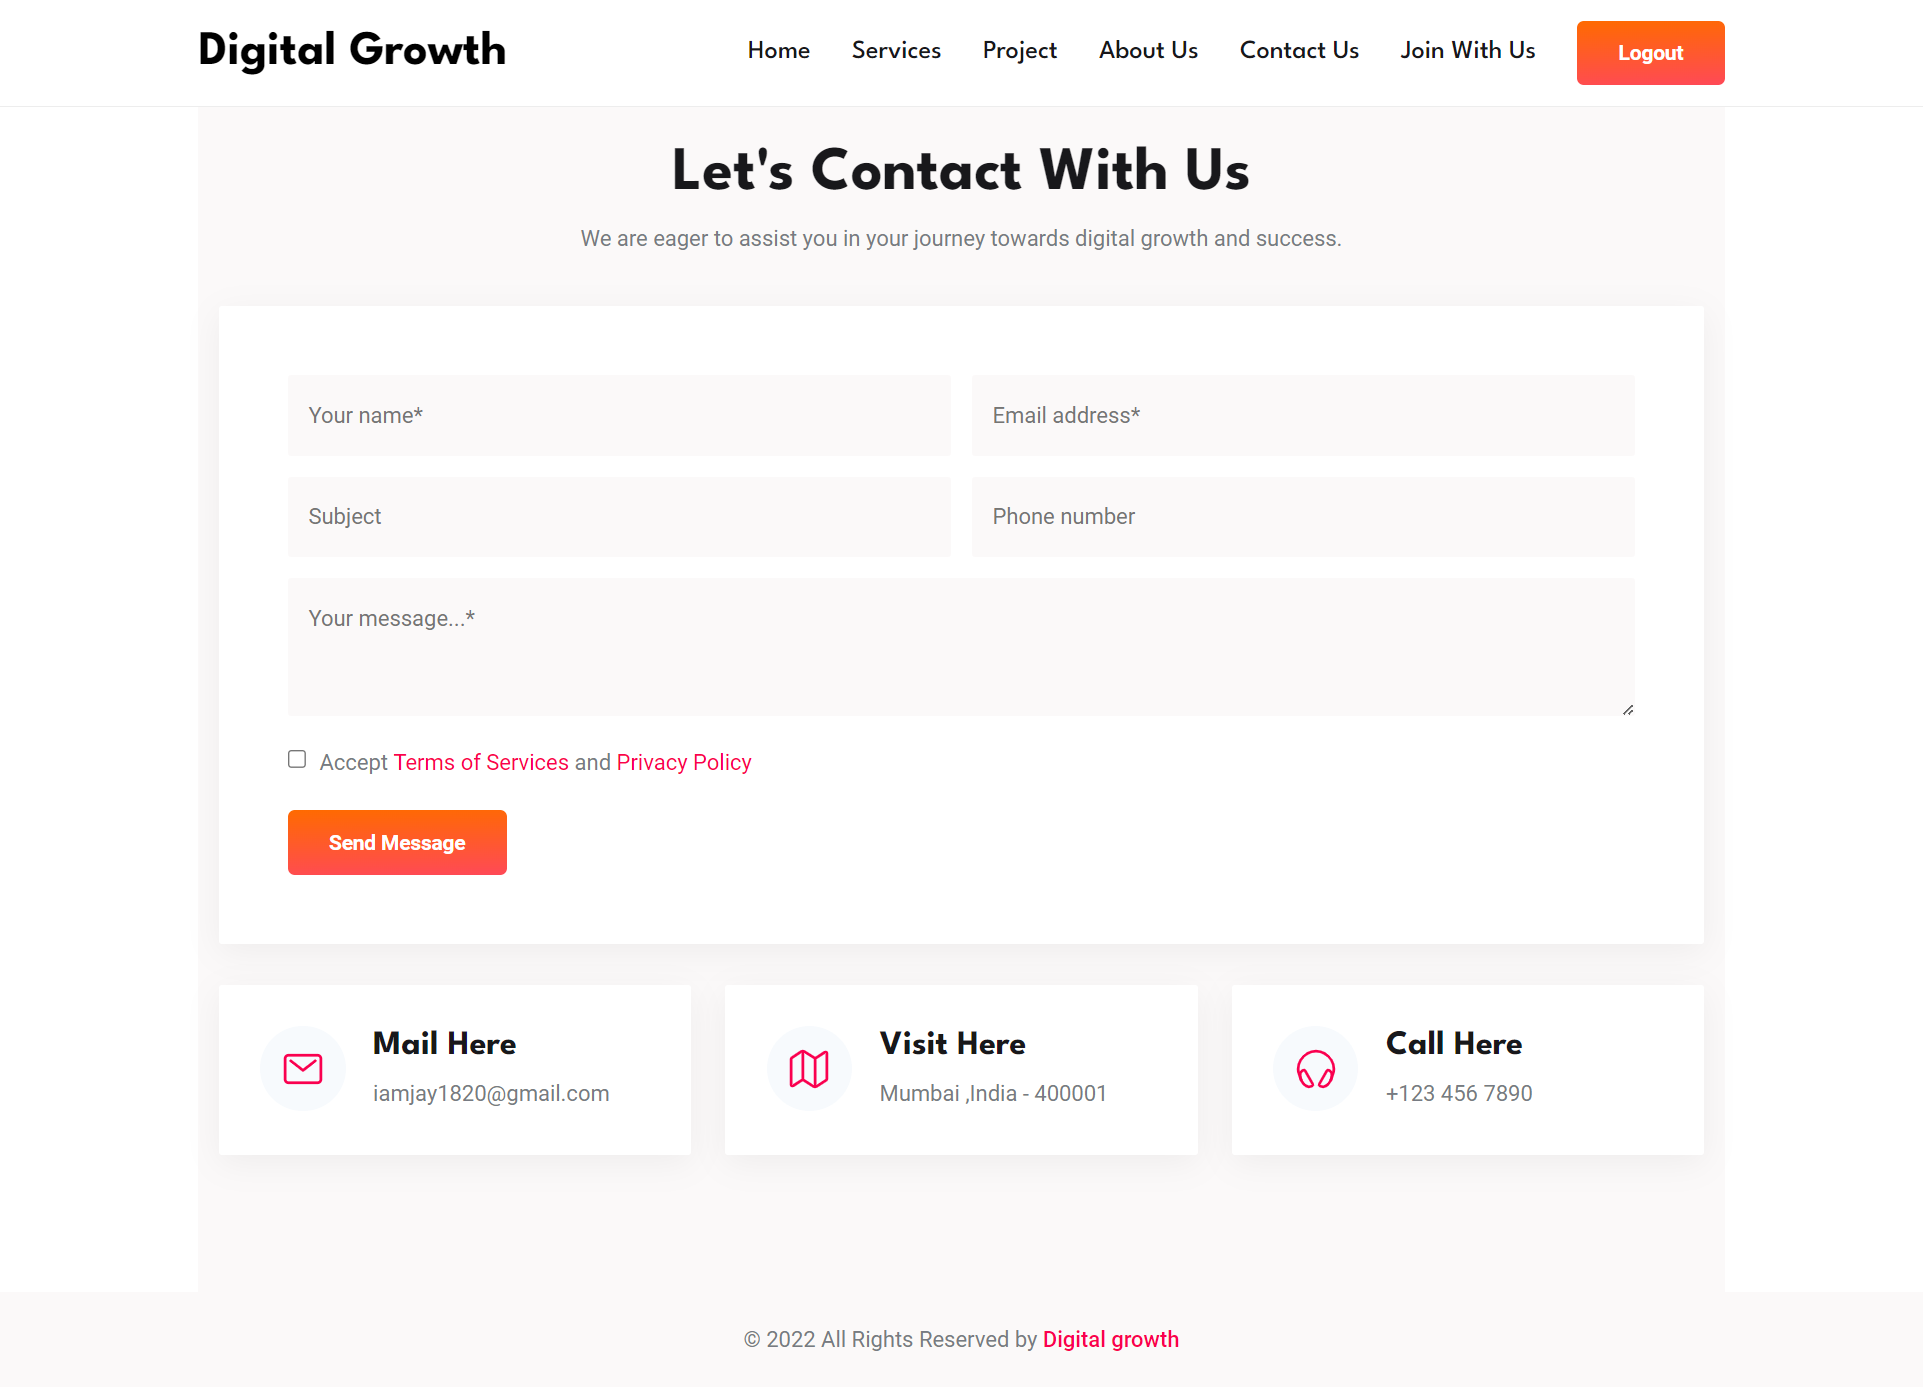 Digital Growth
Home Services Project About Us Contact Us Join With Us Logout
Let's Contact With Us
We are eager to assist you in your journey towards digital growth and success.
Your name* Email address*
Subject Phone number
Your message...*
Accept Terms of Services and Privacy Policy
Send Message
Mail Here
iamjay1820@gmail.com
Visit Here
Mumbai ,India - 400001
Call Here
+123 456 7890
© 2022 All Rights Reserved by Digital growth